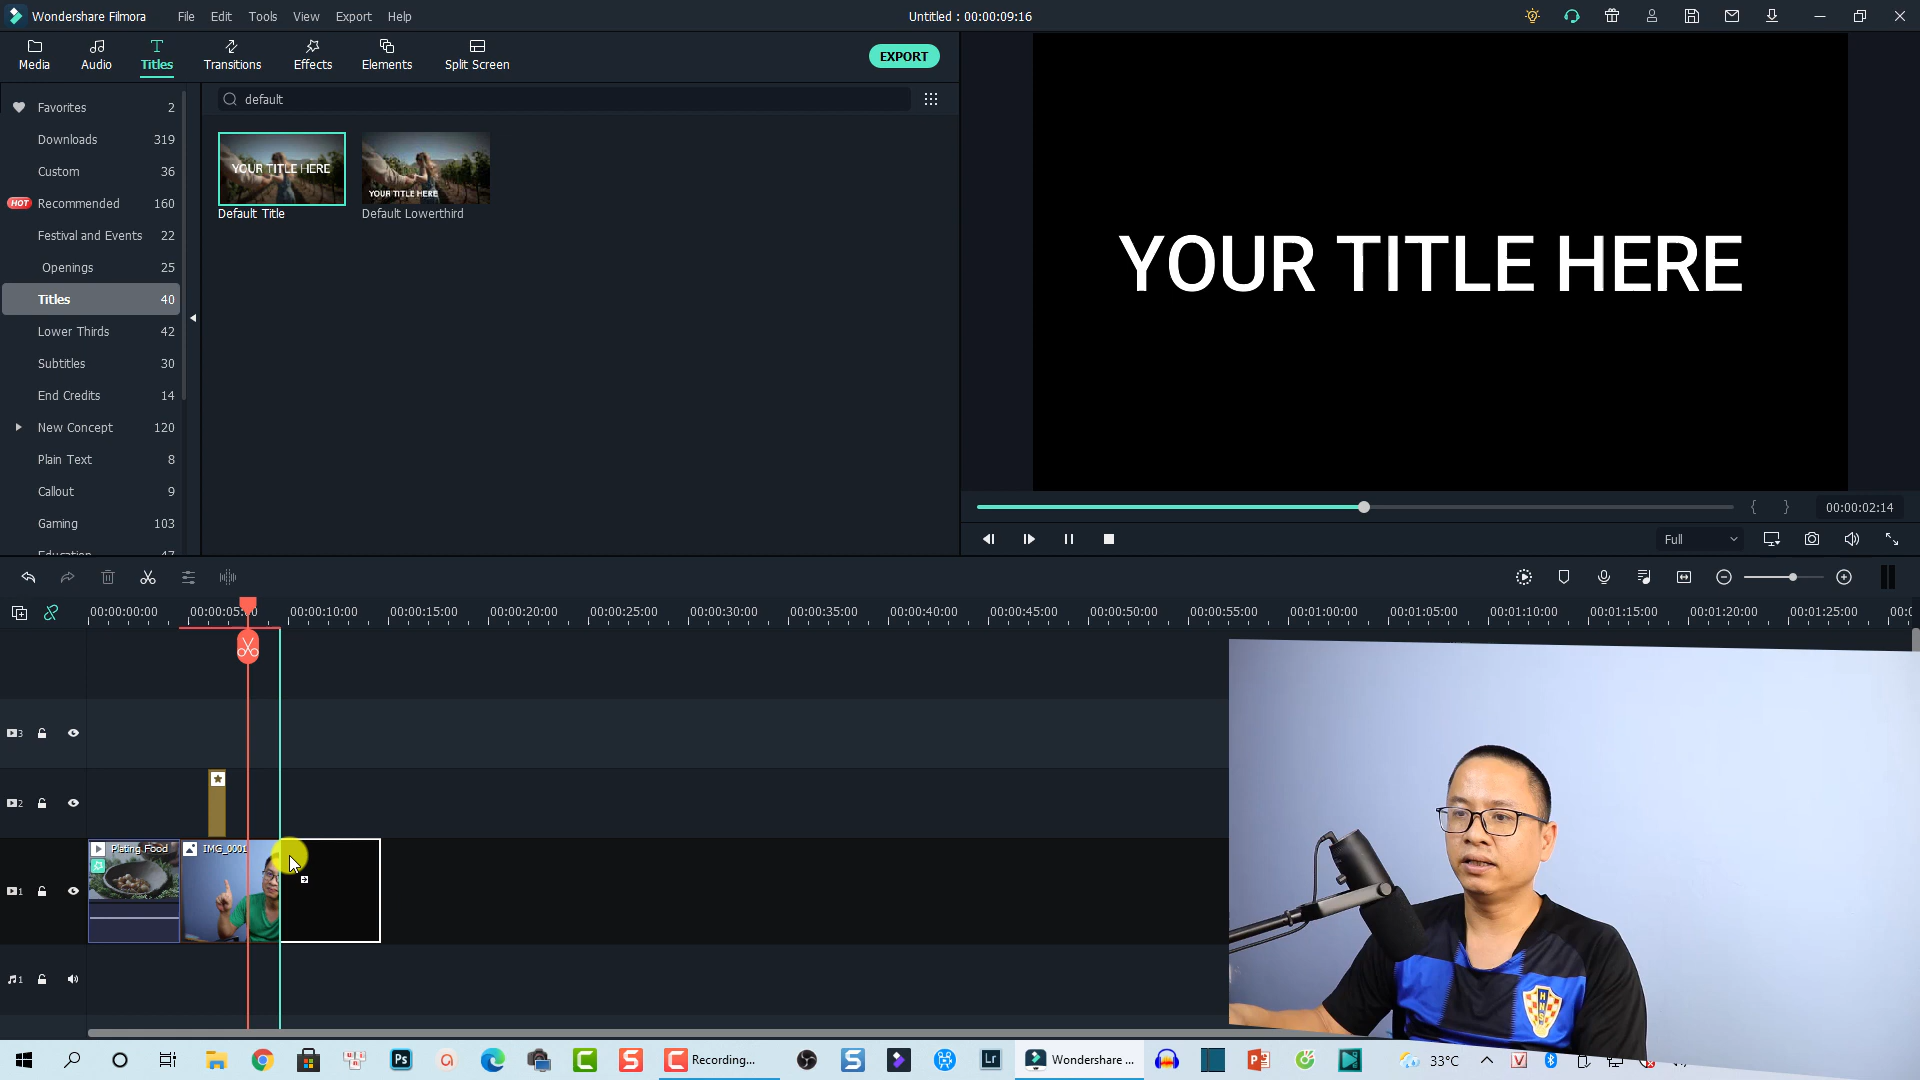 Wondershare Filmora
File
Edit
Tools
View
Export
Help
Untitled : 00:00:09:16
Media
Audio
Titles
Transitions
Effects
Elements
Split Screen
EXPORT
default
Favorites 2
Downloads 319
Custom 36
HOT Recommended 160
Festival and Events 22
Openings 25
Titles 40
Lower Thirds 42
Subtitles 30
End Credits 14
New Concept 120
Plain Text 8
Callout 9
Gaming 103
YOUR TITLE HERE
Default Title
YOUR TITLE HERE
Default Lowerthird
YOUR TITLE HERE
{ }
00:00:02:14
Full
00:00:00:00
00:00:10:00
00:00:15:00
00:00:20:00
00:00:25:00
00:00:30:00
00:00:35:00
00:00:40:00
00:00:45:00
00:00:50:00
00:00:55:00
00:01:00:00
00:01:05:00
00:01:10:00
00:01:15:00
00:01:20:00
00:01:25:00
3
2
Plating Food
IMG_0001
1
1
Ps
Recording...
Lr
Wondershare ...
33°C